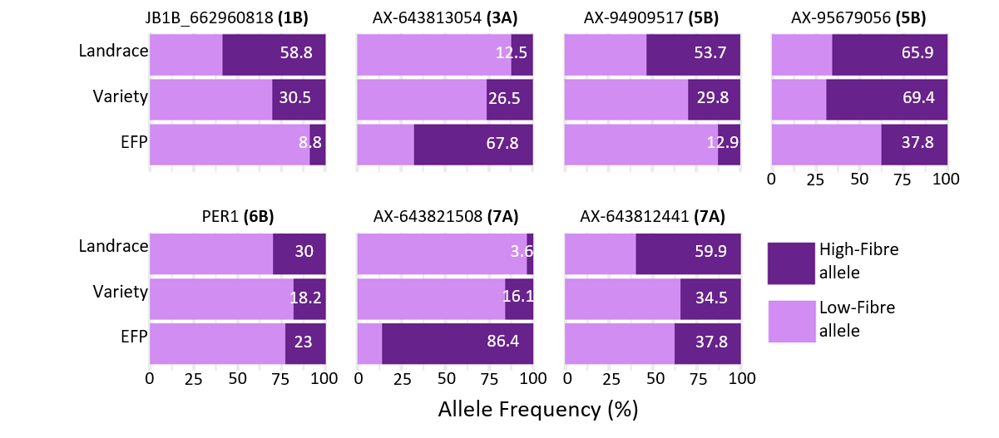 JB1B_662960818 (1B) AX-643813054 (3A) AX-94909517 (5B) AX-95679056 (5B)
Landrace 58.8 12.5 53.7 65.9
Variety 30.5 26.5 29.8 69.4
EFP 8.8 67.8 12.9 37.8
0 25 50 75 100
PER1 (6B) AX-643821508 (7A) AX-643812441 (7A)
Landrace 30 3.6 59.9
Variety 18.2 16.1 34.5
EFP 23 86.4 37.8
0 25 50 75 100 0 25 50 75 100 0 25 50 75 100
High-Fibre
allele
Low-Fibre
allele
Allele Frequency (%)